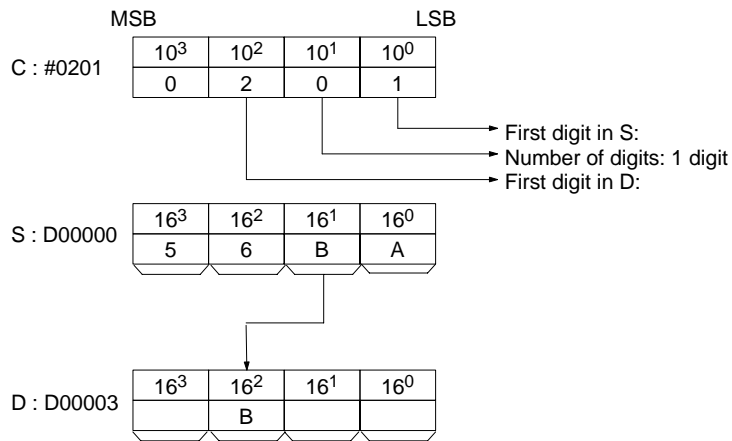 MSB LSB
C : #0201
10³ 10² 10¹ 10⁰
0 2 0 1
First digit in S:
Number of digits: 1 digit
First digit in D:
S : D00000
16³ 16² 16¹ 16⁰
5 6 B A
D : D00003
16³ 16² 16¹ 16⁰
B